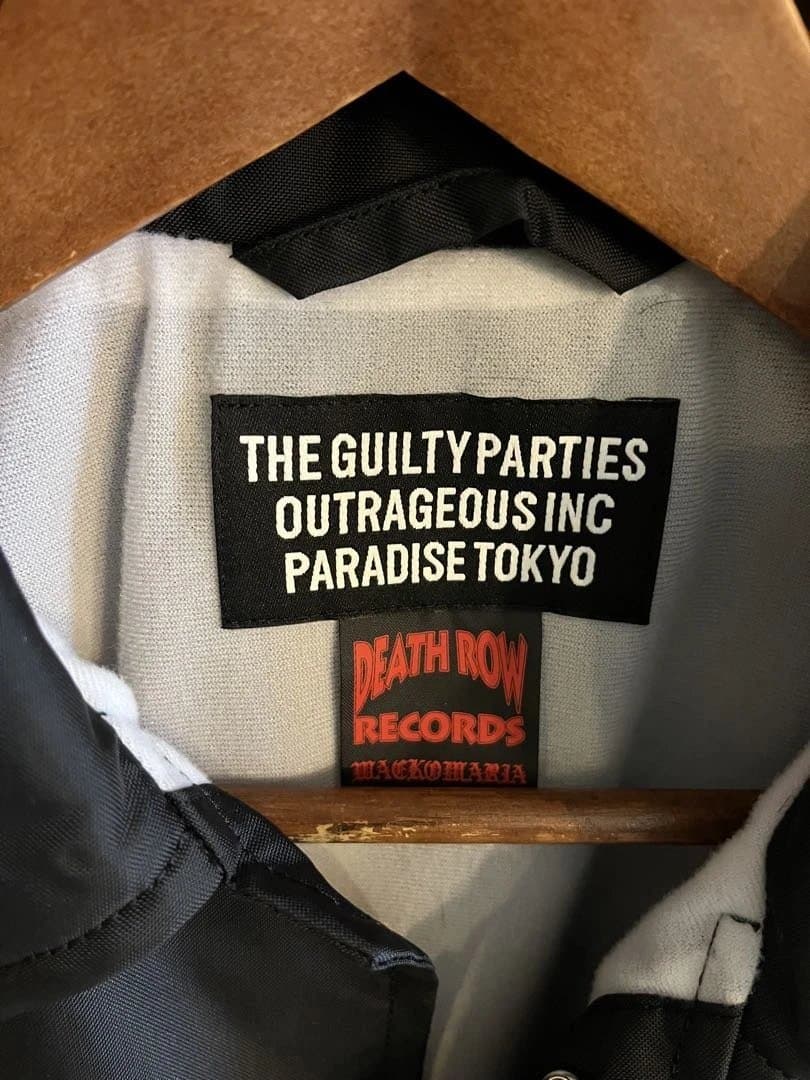 THE GUILTY PARTIES
OUTRAGEOUS INC
PARADISE TOKYO
DEATH ROW
RECORDS
WACKOMARIA